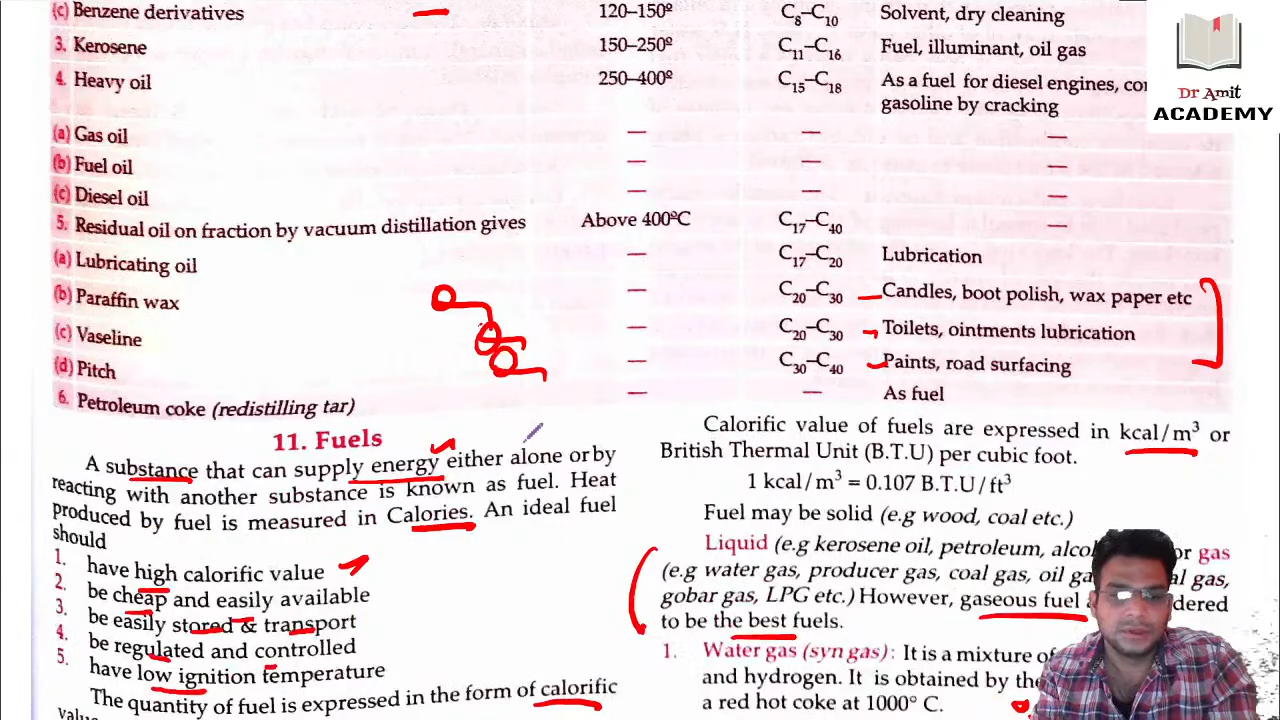 (c) Benzene derivatives — 120–150º C8–C10 Solvent, dry cleaning
3. Kerosene 150–250º C11–C16 Fuel, illuminant, oil gas
4. Heavy oil 250–400º C15–C18 As a fuel for diesel engines,
gasoline by cracking
(a) Gas oil — — —
(b) Fuel oil — — —
(c) Diesel oil — — —
5. Residual oil on fraction by vacuum distillation gives Above 400ºC C17–C40 —
(a) Lubricating oil — C17–C20 Lubrication
(b) Paraffin wax — C20–C30 Candles, boot polish, wax paper etc
(c) Vaseline — C20–C30 Toilets, ointments lubrication
(d) Pitch — C30–C40 Paints, road surfacing
6. Petroleum coke (redistilling tar) — — As fuel
Dr Amit
ACADEMY
11. Fuels
A substance that can supply energy either alone or by
reacting with another substance is known as fuel. Heat
produced by fuel is measured in Calories. An ideal fuel
should
1. have high calorific value
2. be cheap and easily available
3. be easily stored & transport
4. be regulated and controlled
5. have low ignition temperature
The quantity of fuel is expressed in the form of calorific
value
Calorific value of fuels are expressed in kcal/m³ or
British Thermal Unit (B.T.U) per cubic foot.
1 kcal/m³ = 0.107 B.T.U/ft³
Fuel may be solid (e.g wood, coal etc.)
Liquid (e.g kerosene oil, petroleum, or gas
(e.g water gas, producer gas, coal gas, oil gas,
gobar gas, LPG etc.) However, gaseous fuel
to be the best fuels.
1. Water gas (syn gas): It is a mixture of
and hydrogen. It is obtained by the
a red hot coke at 1000° C.